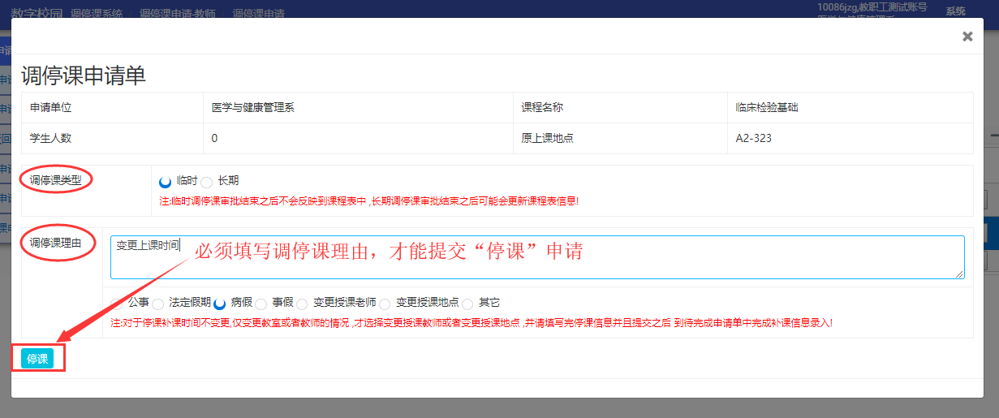 数字校园 调停课系统 / 调停课申请-教师 / 调停课申请
10086jzg,教职工测试账号
系统
调停课申请单
申请单位 医学与健康管理系 课程名称 临床检验基础
学生人数 0 原上课地点 A2-323
调停课类型 临时 长期
注:临时调停课审批结束之后不会反映到课程表中 ,长期调停课审批结束之后可能会更新课程表信息!
调停课理由 变更上课时间
必须填写调停课理由，才能提交“停课”申请
公事 法定假期 病假 事假 变更授课老师 变更授课地点 其它
注:对于停课补课时间不变更,仅变更教室或者教师的情况 ,才选择变更授课教师或者变更授课地点 ,并请填写完停课信息并且提交之后 到待完成申请单中完成补课信息录入!
停课